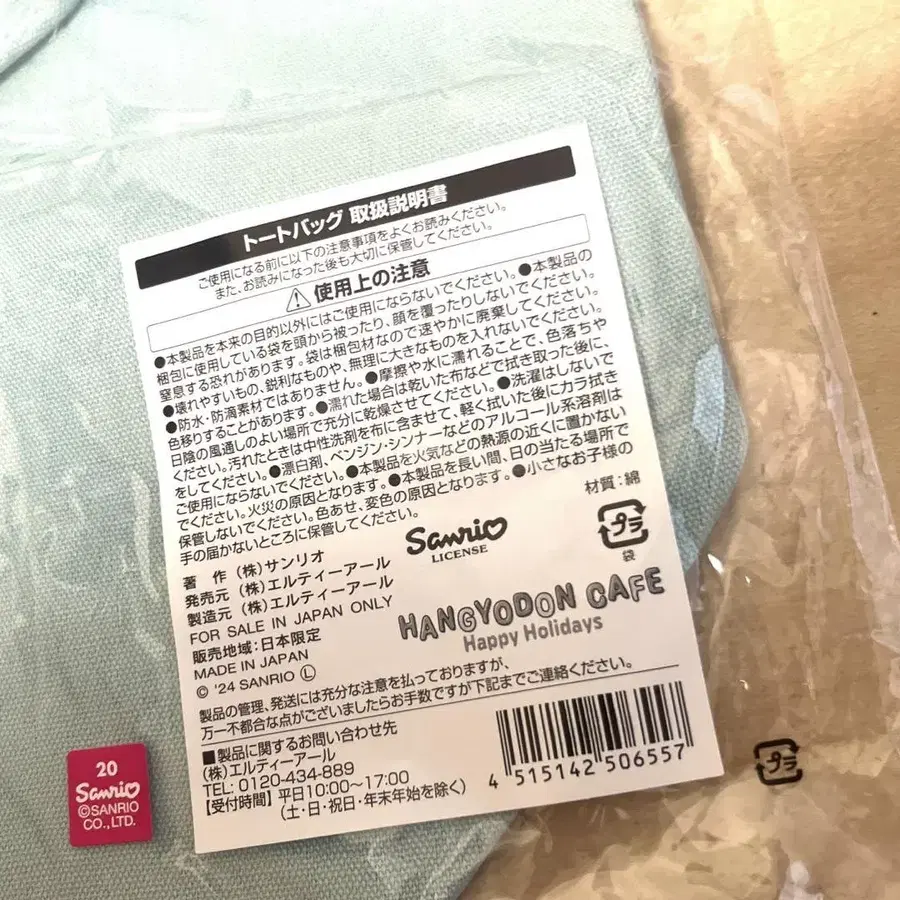 トートバッグ 取扱説明書
ご使用になる前に以下の注意事項をよくお読みください。
また、お読みになった後も大切に保管してください。
⚠使用上の注意
●本製品を本来の目的以外にはご使用にならないでください。●本製品の
梱包に使用している袋を頭から被ったり、顔を覆ったりしないでください。
窒息する恐れがあります。袋は梱包材なので速やかに廃棄してください。
●壊れやすいもの、鋭利なものや、無理に大きなものを入れないでください。
●防水・防滴素材ではありません。●摩擦や水に濡れることで、色落ちや
色移りすることがあります。●濡れた場合は乾いた布などで拭き取った後に、
日陰の風通しのよい場所で充分に乾燥させてください。●洗濯はしないで
ください。汚れたときは中性洗剤を布に含ませて、軽く拭いた後にカラ拭き
をしてください。●漂白剤、ベンジン・シンナーなどのアルコール系溶剤は
ご使用にならないでください。●本製品を火気などの熱源の近くに置かない
でください。火災の原因となります。●本製品を長い間、日の当たる場所で
保管しないでください。色あせ、変色の原因となります。●小さなお子様の
手の届かないところに保管してください。
材質:綿
プラ
袋
Sanrio
LICENSE
著 作 (株)サンリオ
発売元 (株)エルティーアール
製造元 (株)エルティーアール
FOR SALE IN JAPAN ONLY
販売地域:日本限定
MADE IN JAPAN
© '24 SANRIO Ⓛ
HANGYODON CAFE
Happy Holidays
製品の管理、発送には充分な注意を払っておりますが、
万一不都合な点がございましたらお手数ですが下記までご連絡ください。
■製品に関するお問い合わせ先
(株)エルティーアール
TEL: 0120-434-889
【受付時間】平日10:00~17:00
(土・日・祝日・年末年始を除く)
4 515142 506557
20
Sanrio
©SANRIO
CO.,LTD.
プラ